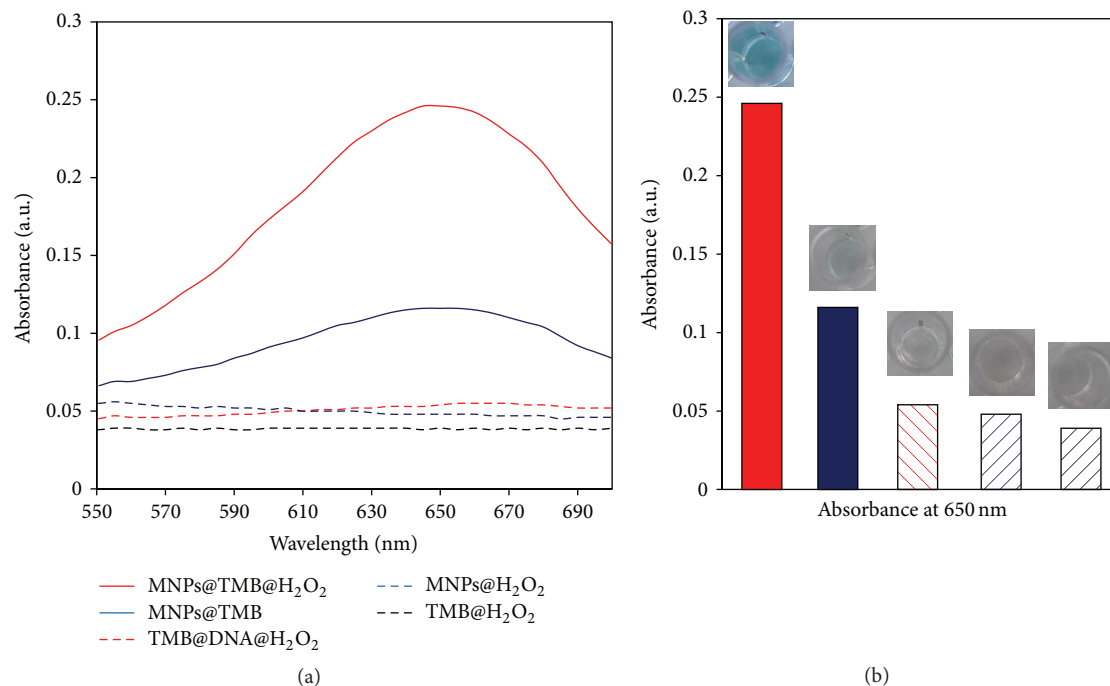 0.3
0.25
0.2
0.15
0.1
0.05
0
Absorbance (a.u.)
550 570 590 610 630 650 670 690
Wavelength (nm)
MNPs@TMB@H₂O₂
MNPs@TMB
TMB@DNA@H₂O₂
MNPs@H₂O₂
TMB@H₂O₂
(a)
0.3
0.25
0.2
0.15
0.1
0.05
0
Absorbance (a.u.)
Absorbance at 650 nm
(b)